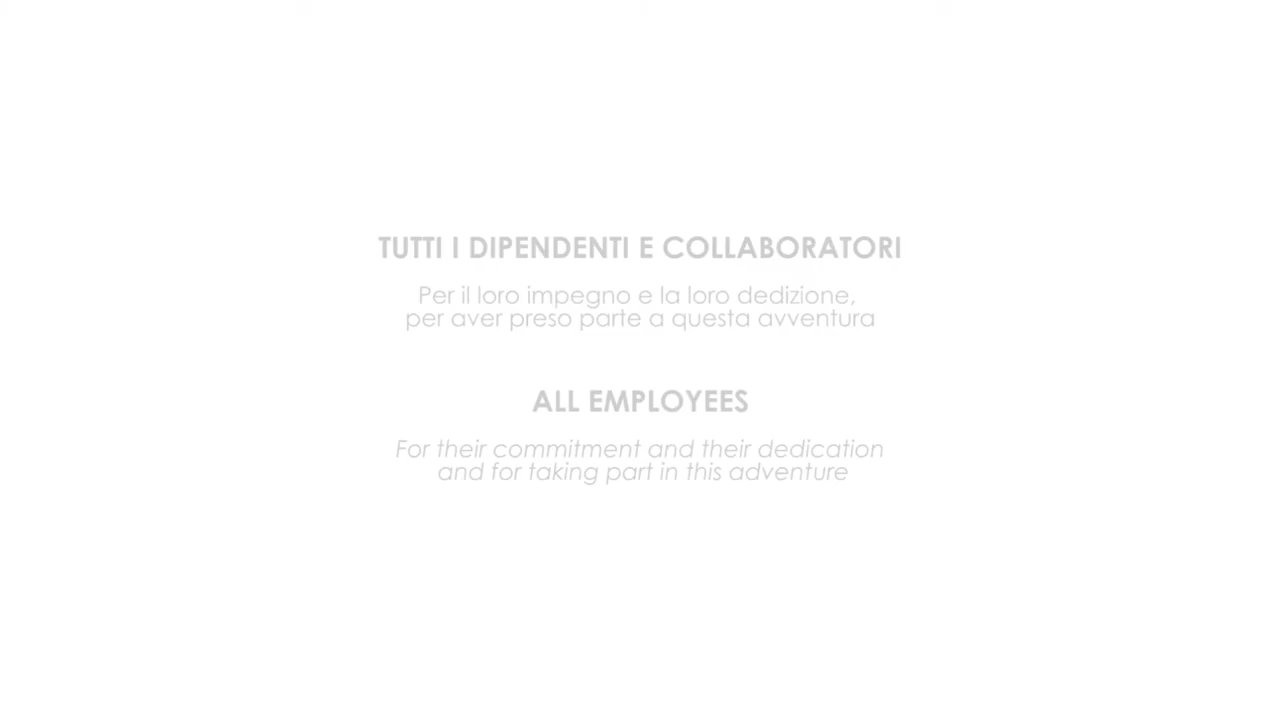 TUTTI I DIPENDENTI E COLLABORATORI
Per il loro impegno e la loro dedizione,
per aver preso parte a questa avventura
ALL EMPLOYEES
For their commitment and their dedication
and for taking part in this adventure